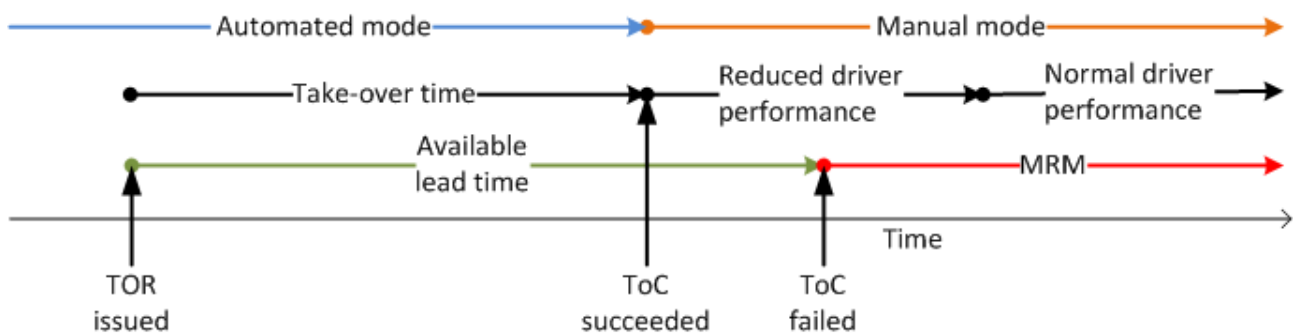 Automated mode
Manual mode
Take-over time
Reduced driver
performance
Normal driver
performance
Available
lead time
MRM
Time
TOR
issued
ToC
succeeded
ToC
failed